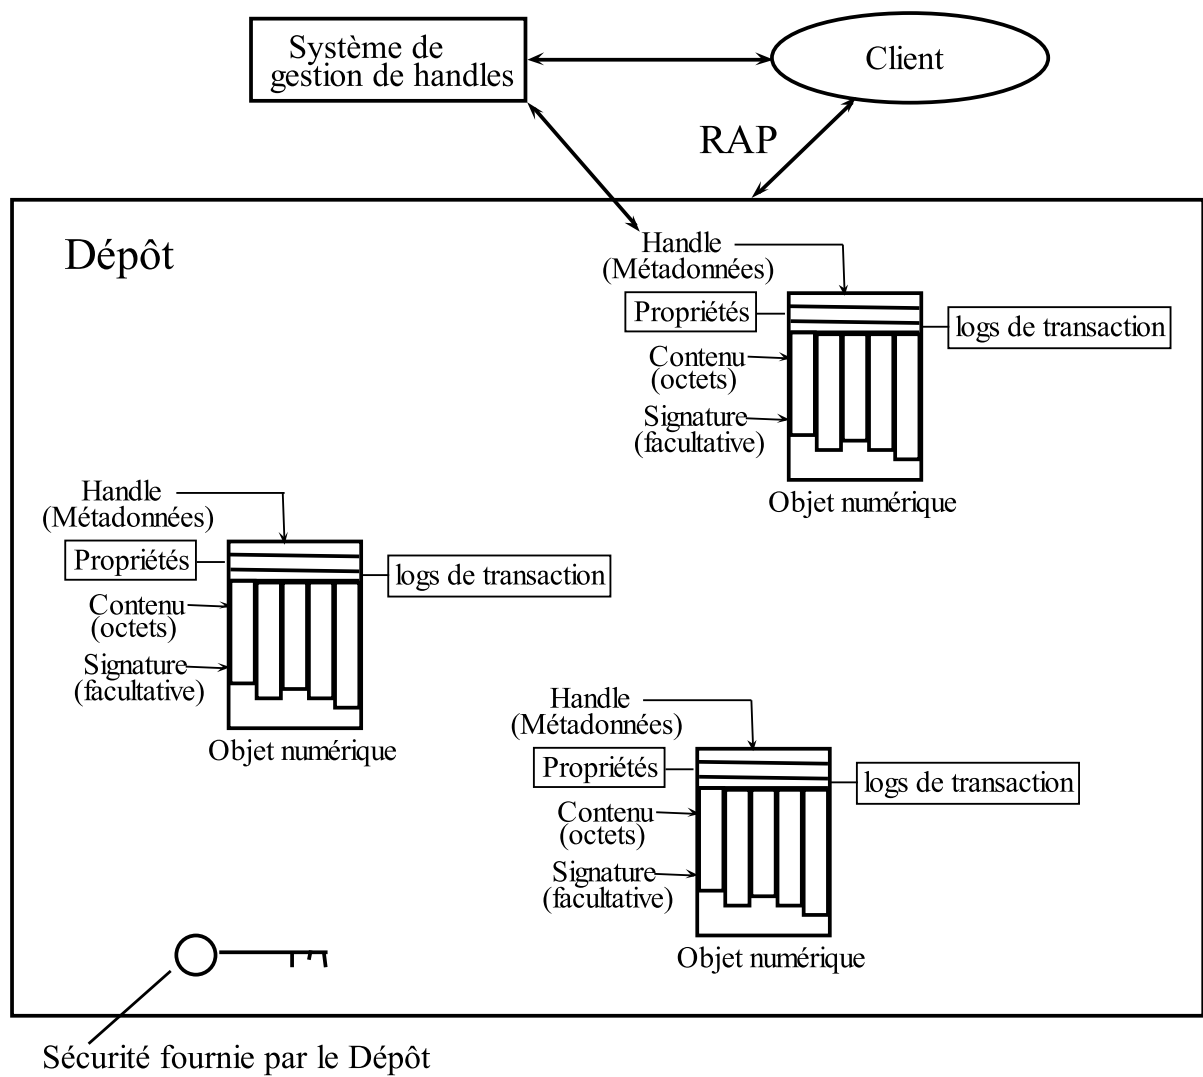 Système de
gestion de handles
Client
RAP
Dépôt
Handle
(Métadonnées)
Propriétés
logs de transaction
Contenu
(octets)
Signature
(facultative)
Objet numérique
Handle
(Métadonnées)
Propriétés
logs de transaction
Contenu
(octets)
Signature
(facultative)
Objet numérique
Handle
(Métadonnées)
Propriétés
logs de transaction
Contenu
(octets)
Signature
(facultative)
Objet numérique
Sécurité fournie par le Dépôt